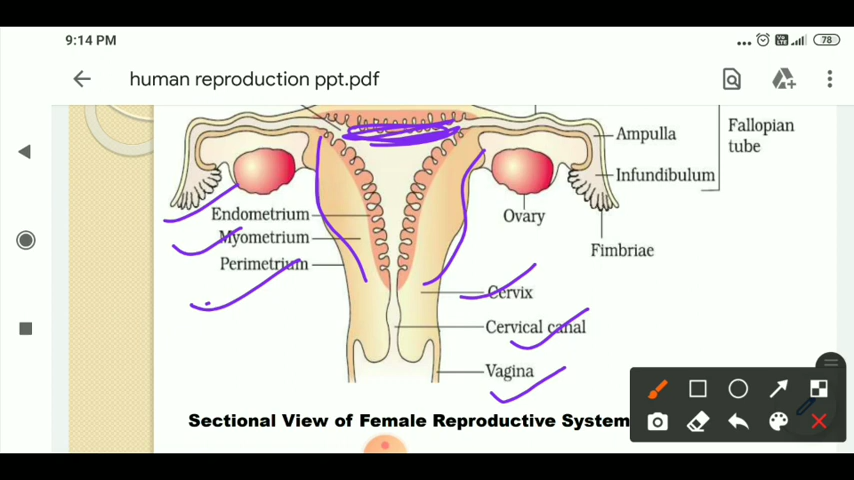 9:14 PM
78
human reproduction ppt.pdf
Ampulla
Fallopian
tube
Infundibulum
Endometrium
Ovary
Myometrium
Fimbriae
Perimetrium
Cervix
Cervical canal
Vagina
Sectional View of Female Reproductive System